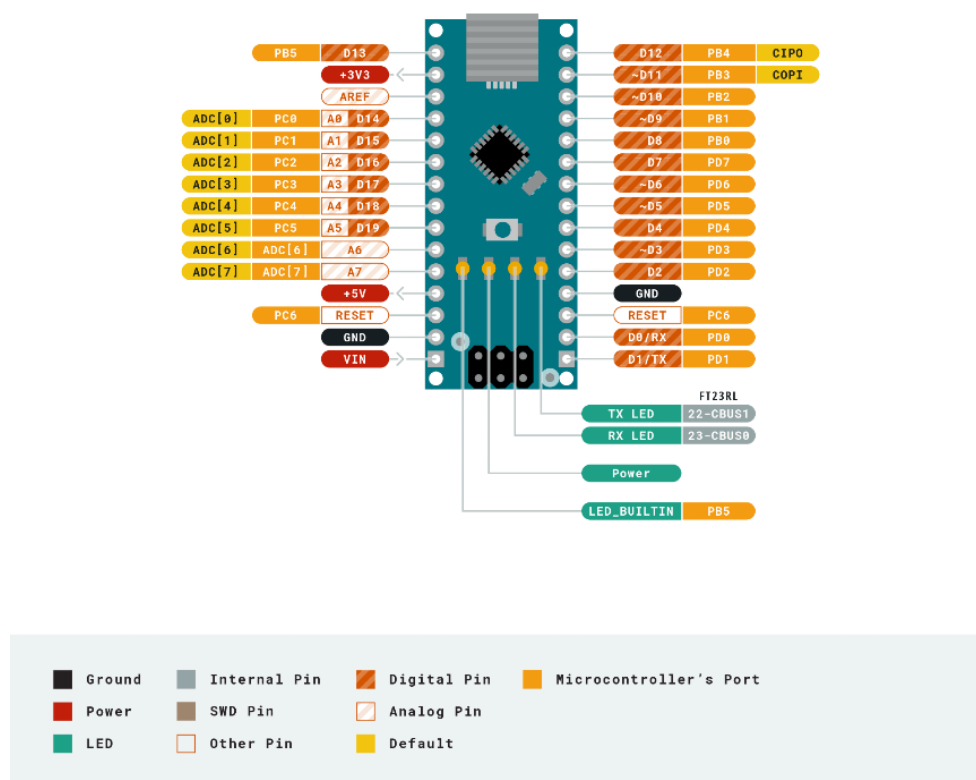 PB5 D13 D12 PB4 CIPO
+3V3 ~D11 PB3 COPI
AREF ~D10 PB2
ADC[0] PC0 A0 D14 ~D9 PB1
ADC[1] PC1 A1 D15 D8 PB0
ADC[2] PC2 A2 D16 D7 PD7
ADC[3] PC3 A3 D17 ~D6 PD6
ADC[4] PC4 A4 D18 ~D5 PD5
ADC[5] PC5 A5 D19 D4 PD4
ADC[6] ADC[6] A6 ~D3 PD3
ADC[7] ADC[7] A7 D2 PD2
+5V GND
PC6 RESET RESET PC6
GND D0/RX PD0
VIN D1/TX PD1
FT23RL
TX LED 22-CBUS1
RX LED 23-CBUS0
Power
LED_BUILTIN PB5
Ground Internal Pin Digital Pin Microcontroller's Port
Power SWD Pin Analog Pin
LED Other Pin Default